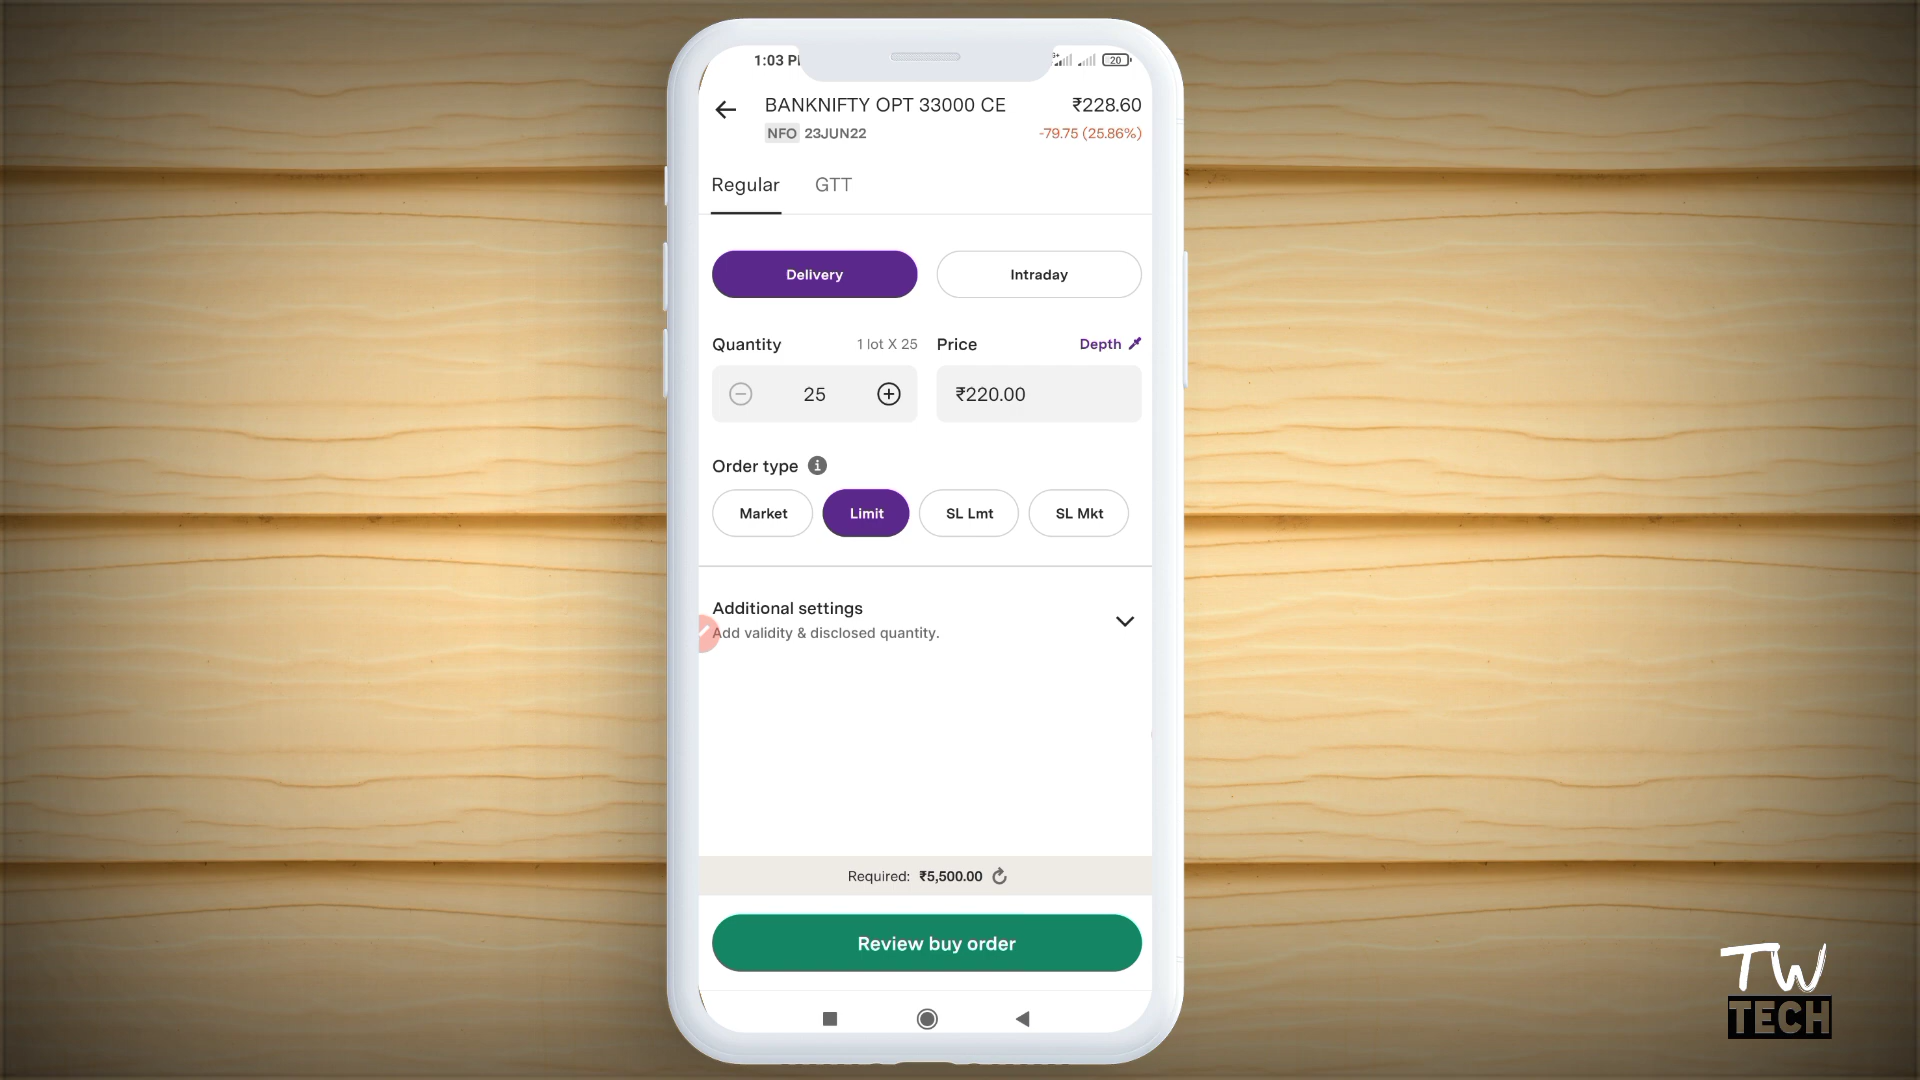 1:03 P
20
BANKNIFTY OPT 33000 CE
₹228.60
NFO 23JUN22
-79.75 (25.86%)
Regular
GTT
Delivery
Intraday
Quantity
1 lot X 25
Price
Depth
25
₹220.00
Order type
Market
Limit
SL Lmt
SL Mkt
Additional settings
Add validity & disclosed quantity.
Required: ₹5,500.00
Review buy order
TW
TECH